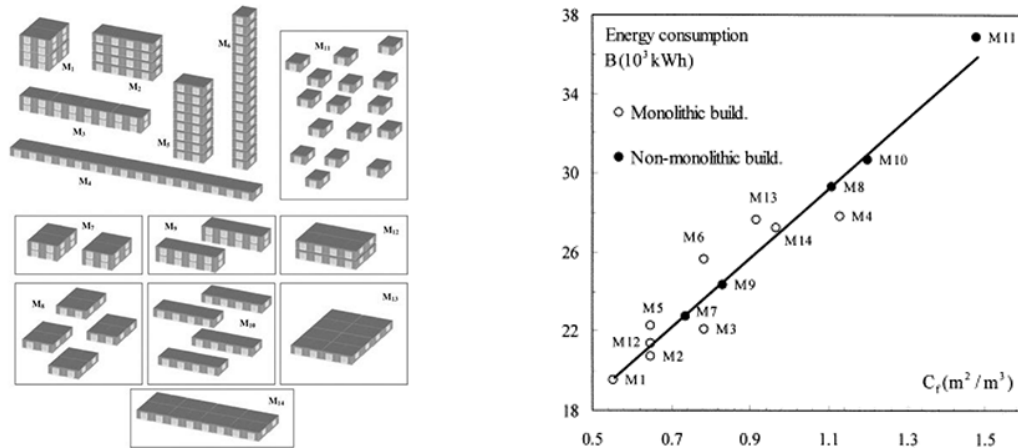 M₁
M₂
M₆
M₁₁
M₃
M₅
M₄
M₇
M₉
M₁₂
M₈
M₁₀
M₁₃
M₁₄
38
34
30
26
22
18
Energy consumption
B(10³ kWh)
○ Monolithic build.
● Non-monolithic build.
M11
M10
M8
M13
M4
M14
M6
M9
M5
M7
M3
M12
M2
M1
C_f (m²/m³)
0.5 0.7 0.9 1.1 1.3 1.5